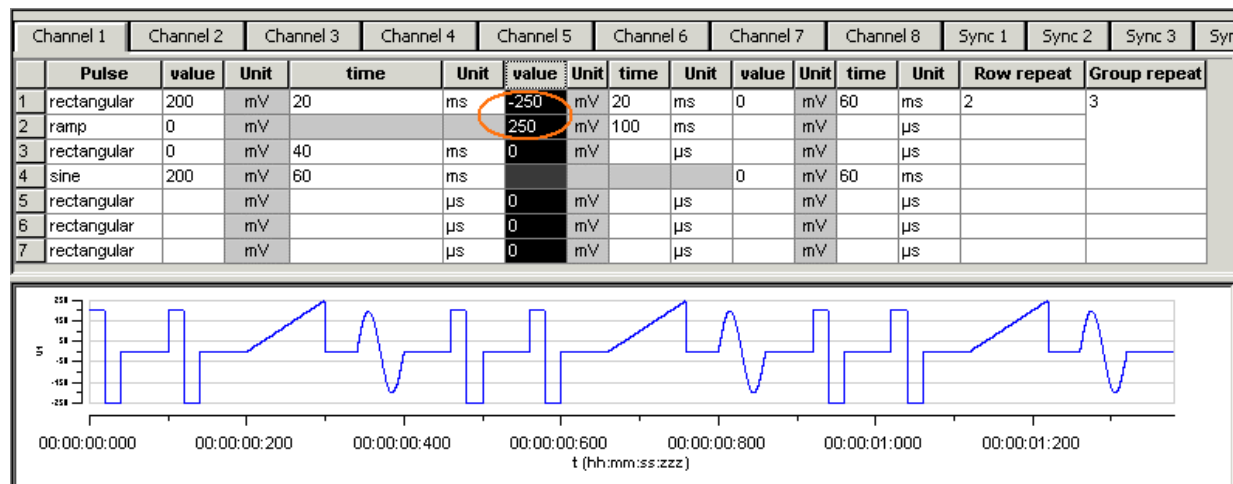 Channel 1 Channel 2 Channel 3 Channel 4 Channel 5 Channel 6 Channel 7 Channel 8 Sync 1 Sync 2 Sync 3 Syn
Pulse value Unit time Unit value Unit time Unit value Unit time Unit Row repeat Group repeat
1 rectangular 200 mV 20 ms -250 mV 20 ms 0 mV 60 ms 2 3
2 ramp 0 mV 250 mV 100 ms mV µs
3 rectangular 0 mV 40 ms 0 mV µs mV µs
4 sine 200 mV 60 ms 0 mV 60 ms
5 rectangular mV µs 0 mV µs mV µs
6 rectangular mV µs 0 mV µs mV µs
7 rectangular mV µs 0 mV µs mV µs
250
150
50
-50
-150
-250
00:00:00:000 00:00:00:200 00:00:00:400 00:00:00:600 00:00:00:800 00:00:01:000 00:00:01:200
t (hh:mm:ss:zzz)